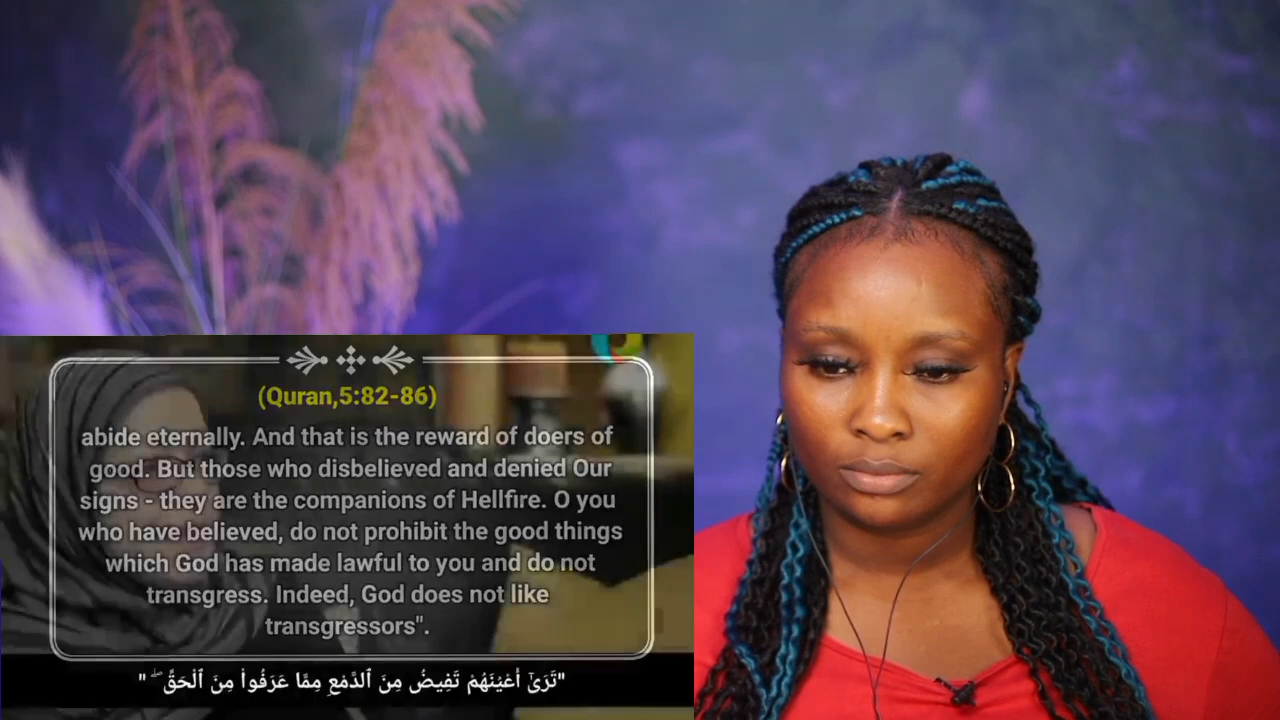 (Quran,5:82-86)
abide eternally. And that is the reward of doers of
good. But those who disbelieved and denied Our
signs - they are the companions of Hellfire. O you
who have believed, do not prohibit the good things
which God has made lawful to you and do not
transgress. Indeed, God does not like
transgressors".
"تَرَىٰٓ أَعْيُنَهُمْ تَفِيضُ مِنَ ٱلدَّمْعِ مِمَّا عَرَفُوا۟ مِنَ ٱلْحَقِّ ۖ "